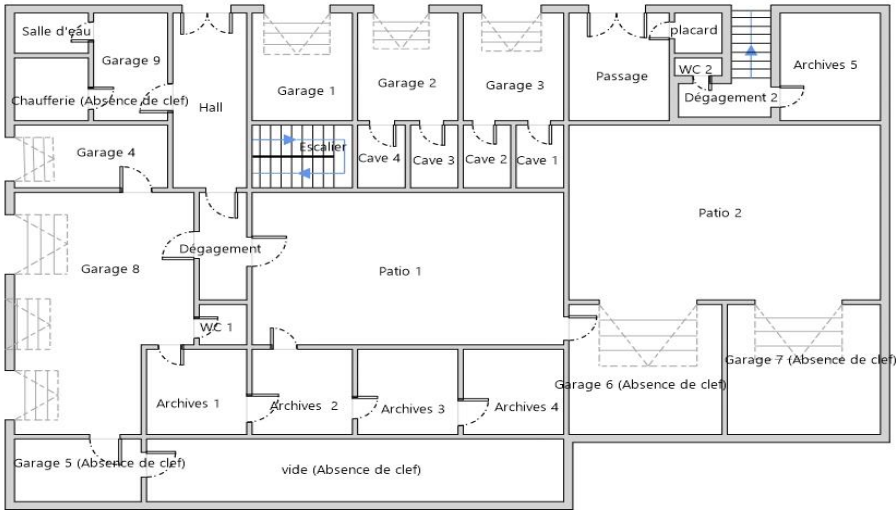 Salle d'eau
Garage 9
Chaufferie (Absence de clef)
Hall
Garage 1
Garage 2
Garage 3
Passage
placard
WC 2
Dégagement 2
Archives 5
Garage 4
Escalier
Cave 4
Cave 3
Cave 2
Cave 1
Patio 2
Garage 8
Dégagement
Patio 1
WC 1
Garage 7 (Absence de clef)
Garage 6 (Absence de clef)
Archives 1
Archives 2
Archives 3
Archives 4
Garage 5 (Absence de clef)
vide (Absence de clef)